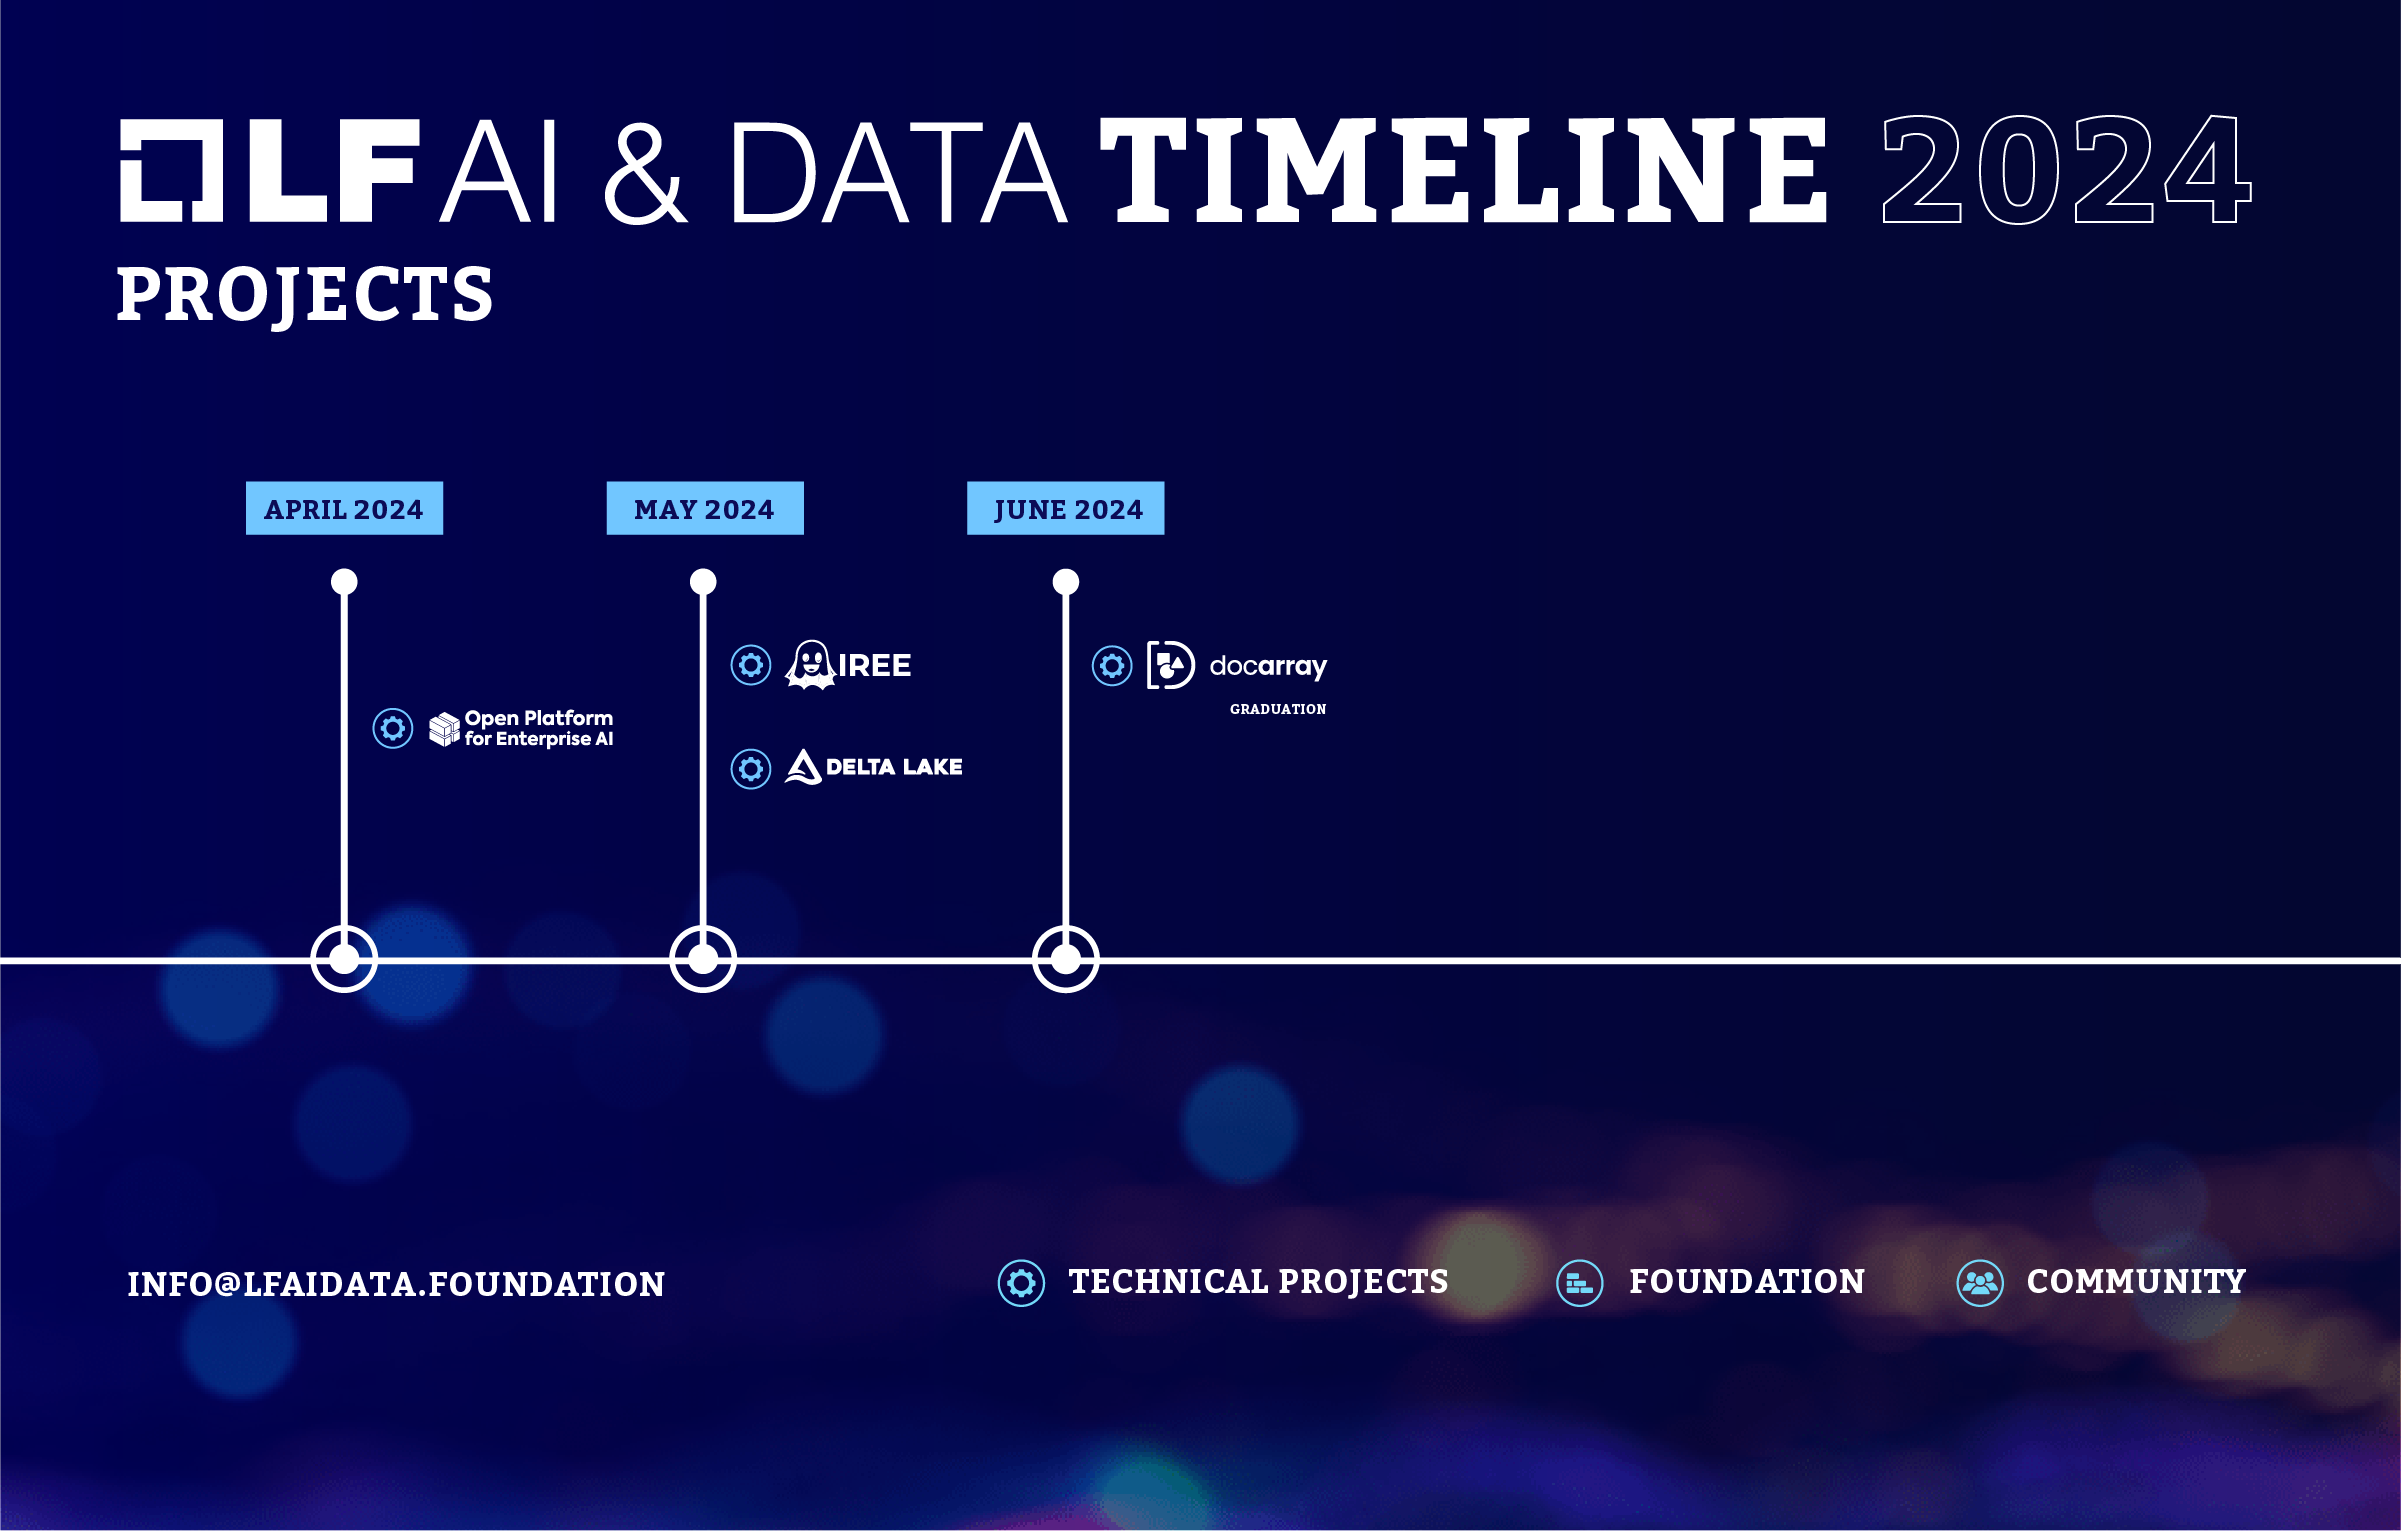 LF AI & DATA TIMELINE 2024
PROJECTS
APRIL 2024
MAY 2024
JUNE 2024
Open Platform
for Enterprise AI
IREE
DELTA LAKE
docarray
GRADUATION
INFO@LFAIDATA.FOUNDATION
TECHNICAL PROJECTS
FOUNDATION
COMMUNITY